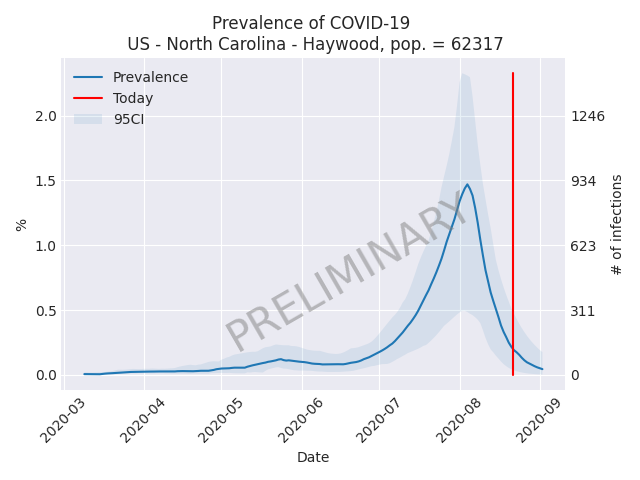 Prevalence of COVID-19
US - North Carolina - Haywood, pop. = 62317
Prevalence
Today
95CI
2.0
1.5
1.0
0.5
0.0
%
1246
934
623
311
0
# of infections
PRELIMINARY
2020-03
2020-04
2020-05
2020-06
2020-07
2020-08
2020-09
Date